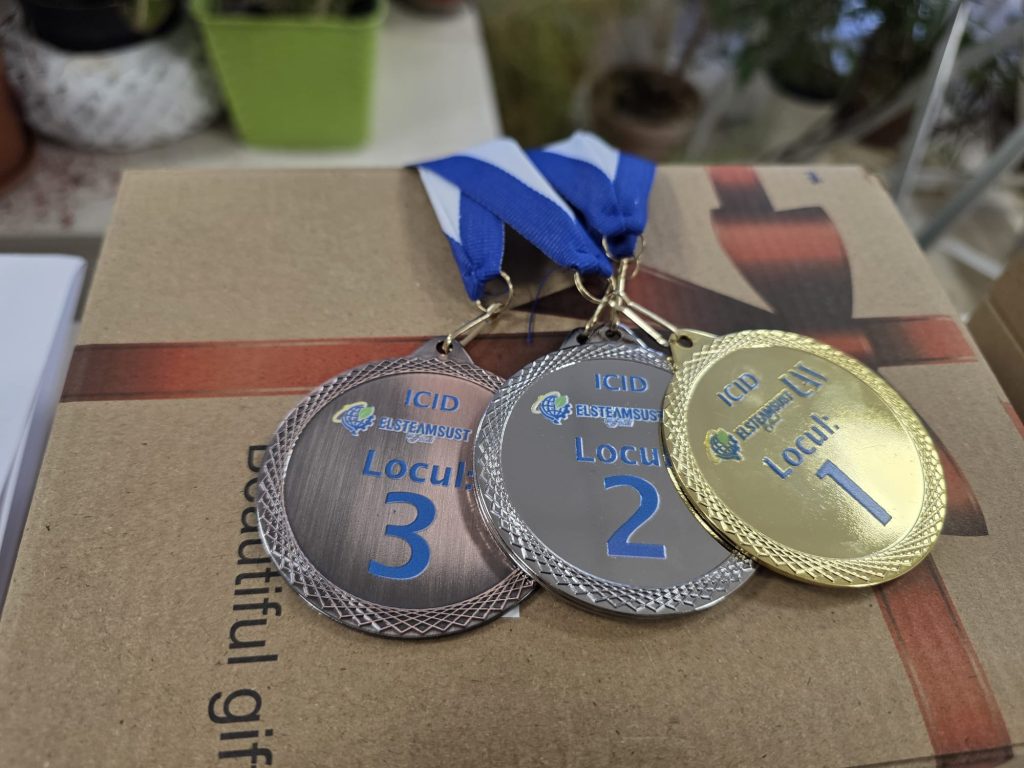 ICID
ELSTEAMSUST
Locul:
3
ICID
ELSTEAMSUST
Locul
2
ICID
ELSTEAMSUST
Locul:
1
Beautiful gif